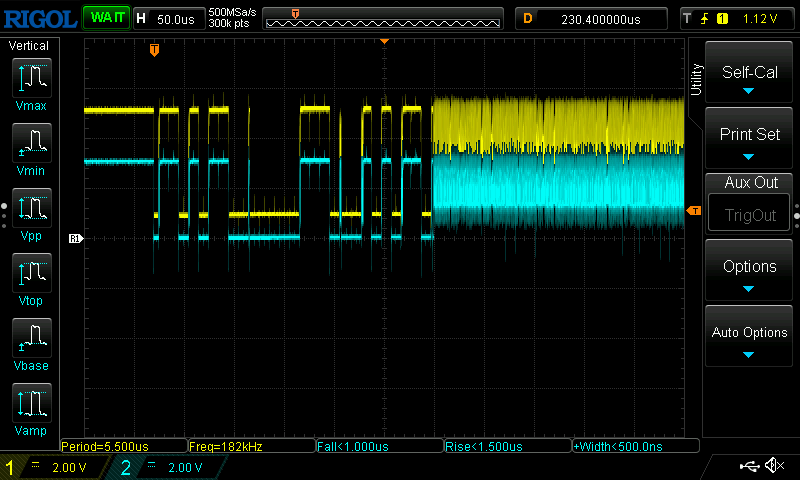 RIGOL WAIT H 50.0us 500MSa/s D 230.400000us T 1 1.12 V
300k pts
T
Vertical
Vmax
Vmin
Vpp
Vtop
Vbase
Vamp
T
R1
T
Utility
Self-Cal
Print Set
Aux Out
TrigOut
Options
Auto Options
Period=5.500us Freq=182kHz Fall<1.000us Rise<1.500us +Width<500.0ns
1 2.00 V 2 2.00 V